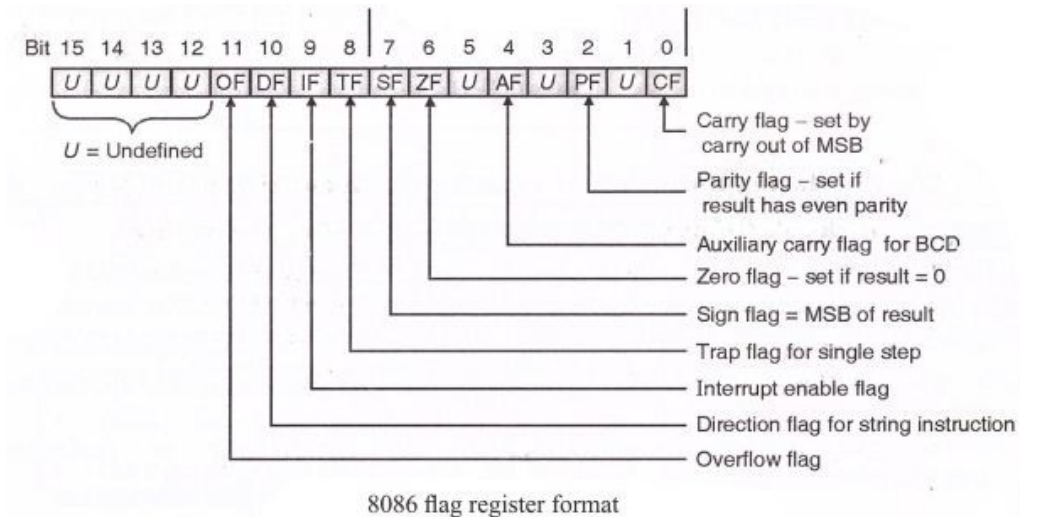 Bit 15 14 13 12 11 10 9 8 7 6 5 4 3 2 1 0
U U U U OF DF IF TF SF ZF U AF U PF U CF
U = Undefined
Carry flag – set by
carry out of MSB
Parity flag – set if
result has even parity
Auxiliary carry flag for BCD
Zero flag – set if result = 0
Sign flag = MSB of result
Trap flag for single step
Interrupt enable flag
Direction flag for string instruction
Overflow flag
8086 flag register format